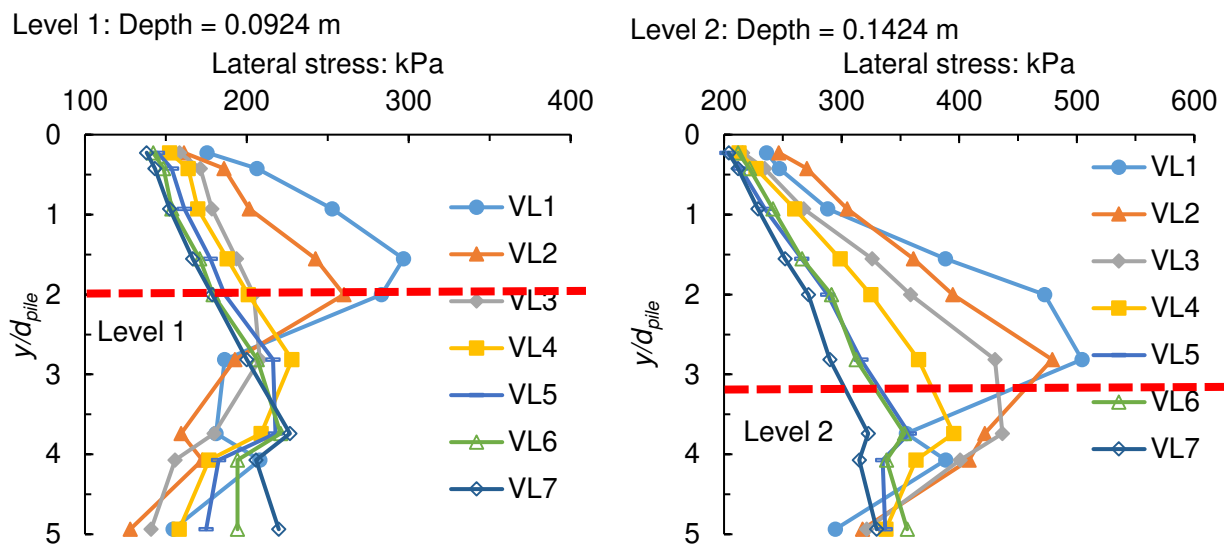 Level 1: Depth = 0.0924 m
Lateral stress: kPa
100 200 300 400
0
1
2
3
4
5
y/d_pile
Level 1
VL1
VL2
VL3
VL4
VL5
VL6
VL7
Level 2: Depth = 0.1424 m
Lateral stress: kPa
200 300 400 500 600
0
1
2
3
4
5
y/d_pile
Level 2
VL1
VL2
VL3
VL4
VL5
VL6
VL7